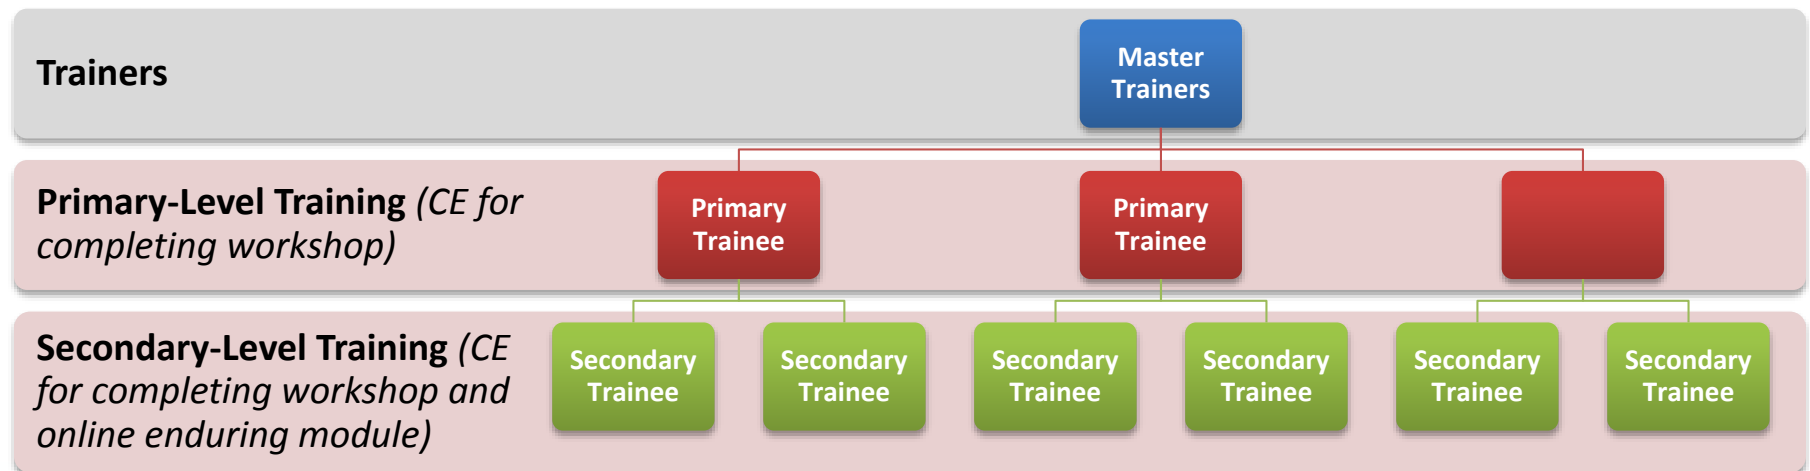 Trainers
Master
Trainers
Primary-Level Training (CE for
completing workshop)
Primary
Trainee
Primary
Trainee
Secondary-Level Training (CE
for completing workshop and
online enduring module)
Secondary
Trainee
Secondary
Trainee
Secondary
Trainee
Secondary
Trainee
Secondary
Trainee
Secondary
Trainee